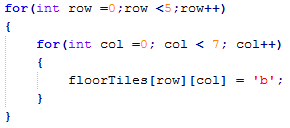 for(int row =0;row <5;row++)
{
    for(int col =0; col < 7; col++)
    {
        floorTiles[row][col] = 'b';
    }
}